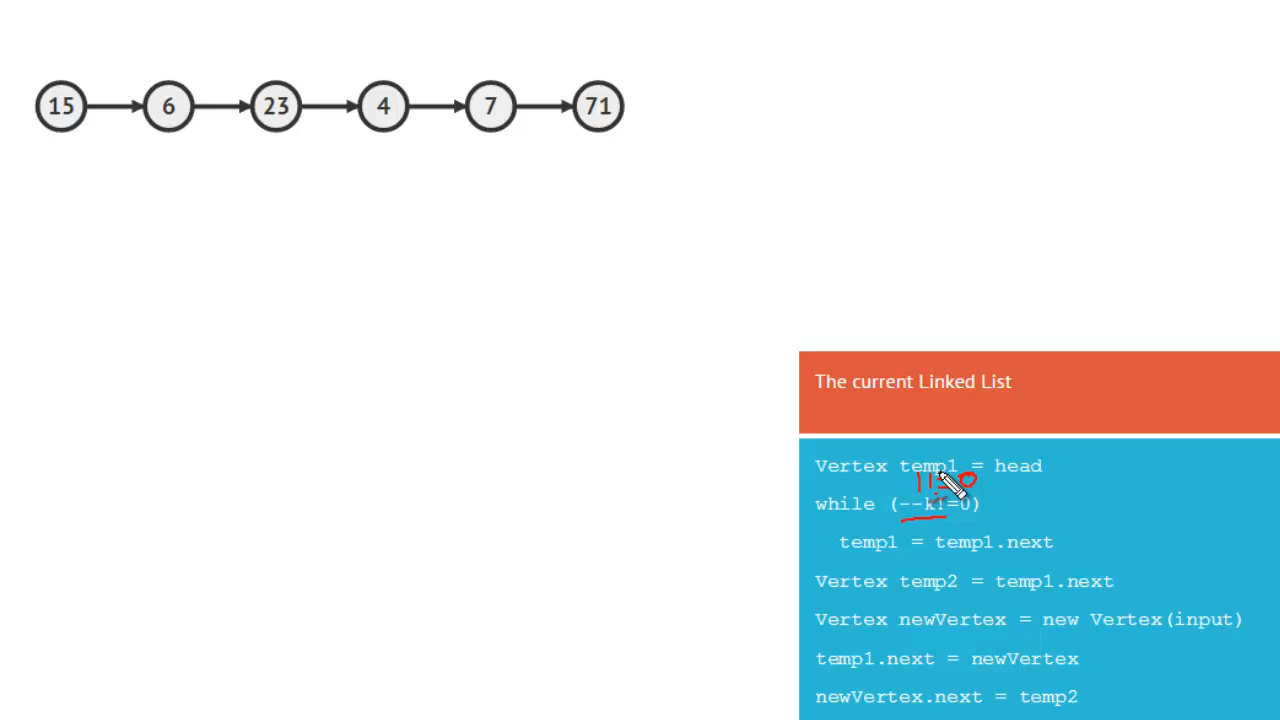 15 6 23 4 7 71
The current Linked List
Vertex temp1 = head
while (--k!=0)
temp1 = temp1.next
Vertex temp2 = temp1.next
Vertex newVertex = new Vertex(input)
temp1.next = newVertex
newVertex.next = temp2